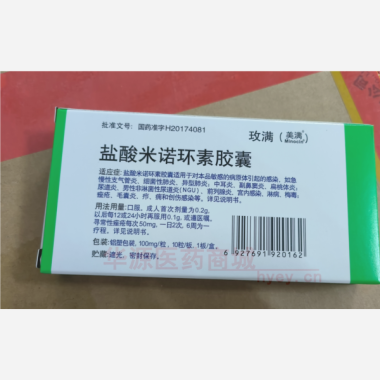 批准文号：国药准字H20174081
玫满（美满®
Minocin®）
盐酸米诺环素胶囊
适应症：盐酸米诺环素胶囊适用于对本品敏感的病原体引起的感染，如急
慢性支气管炎、细菌性肺炎、异型肺炎、中耳炎、副鼻窦炎、扁桃体炎、
尿道炎、男性非淋菌性尿道炎（NGU）、前列腺炎、宫内感染、淋病、梅毒、
痤疮、毛囊炎、疖、痈和创伤感染等。详见说明书。
用法用量：口服。成人首次剂量为0.2g，
以后每12或24小时再服用0.1g，或遵医嘱。
寻常性痤疮每次50mg，一日2次，6周为一
疗程。详见说明书。
包装：铝塑包装，100mg/粒，10粒/板，1板/盒。
贮藏：遮光，密封保存。
6 927691 920162
华源医药商城
hyey.cn